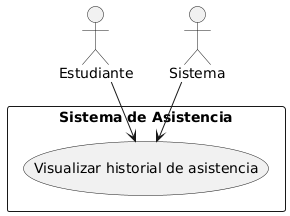 Estudiante
Sistema
Sistema de Asistencia
Visualizar historial de asistencia